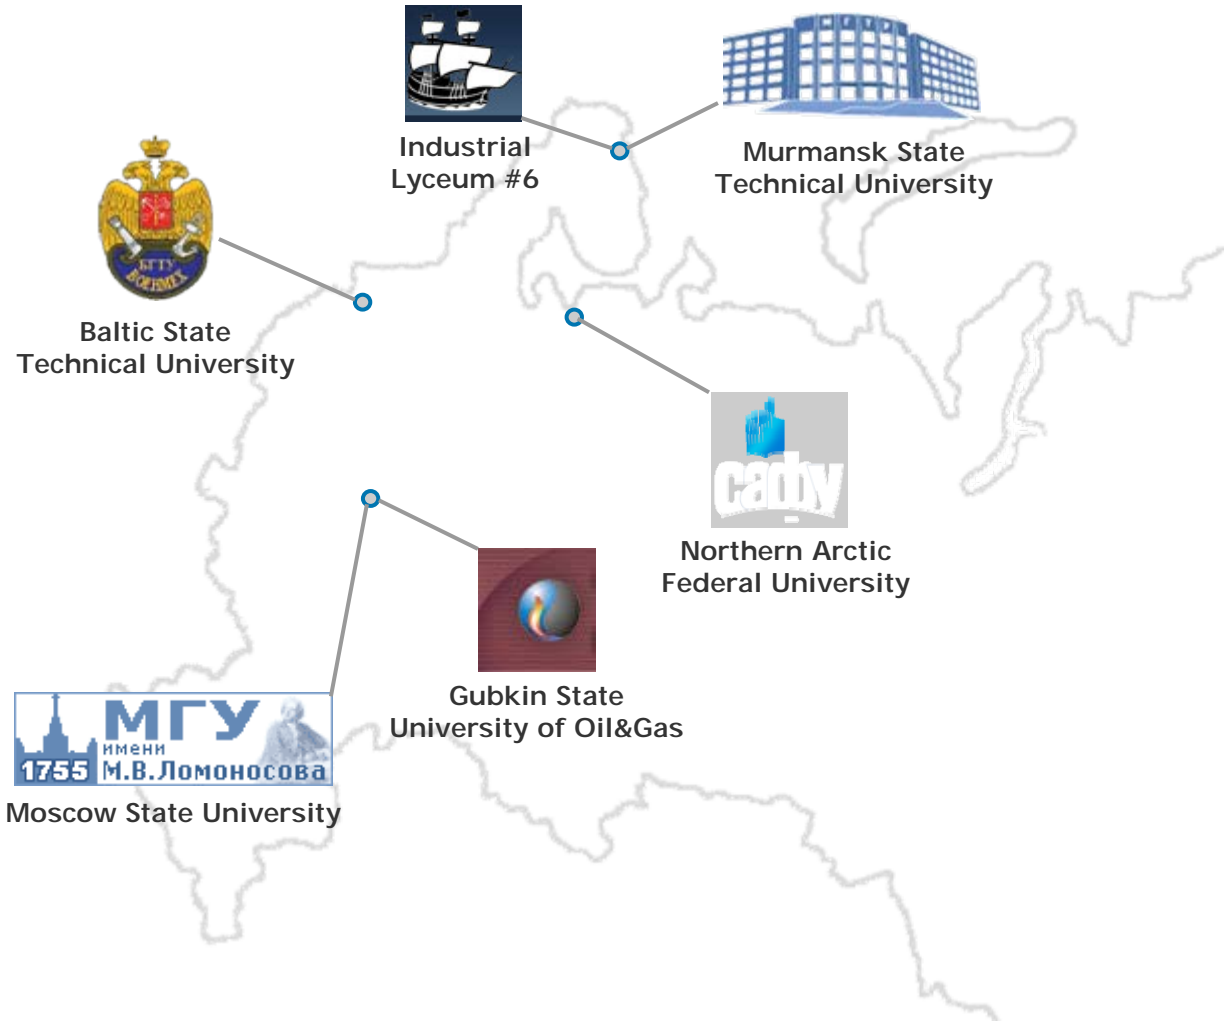 МГТУ
Industrial
Lyceum #6
Murmansk State
Technical University
БГТУ
ВОЕНМЕХ
Baltic State
Technical University
сафу
Northern Arctic
Federal University
Gubkin State
University of Oil&Gas
МГУ
имени
1755 М.В.Ломоносова
Moscow State University